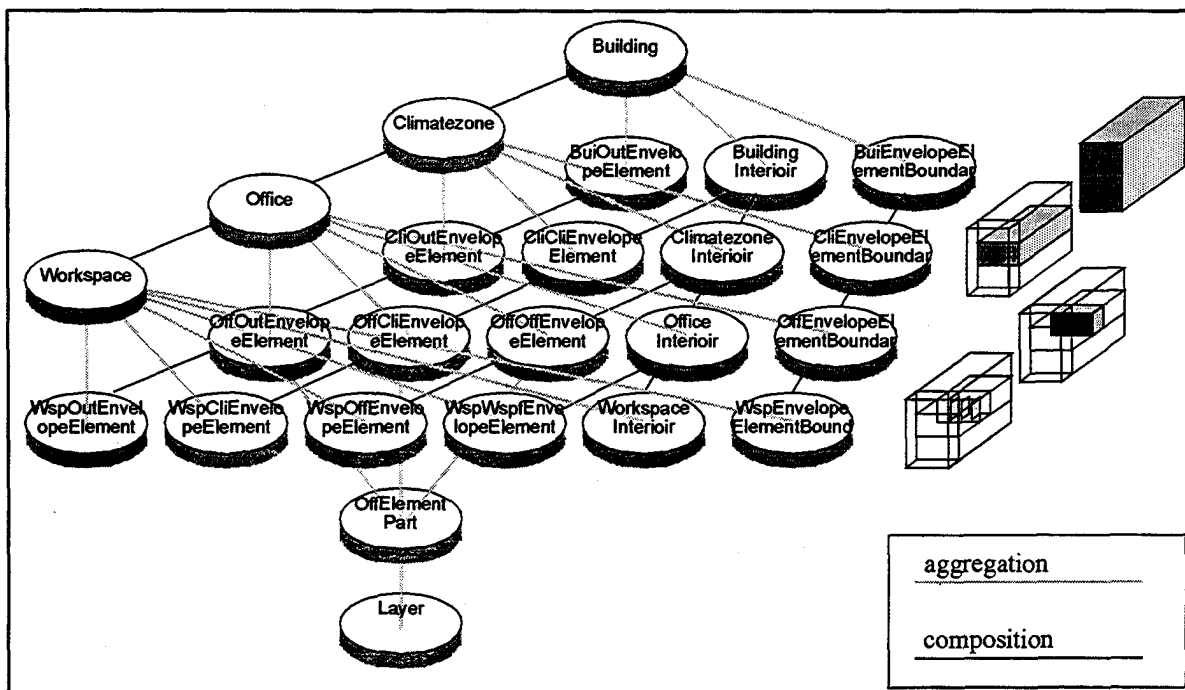 Building
Climatezone
BuiOutEnvelo
peElement
Building
Interioir
BuiEnvelopeEl
ementBoundar
Office
CliOutEnvelop
eElement
CliCliEnvelope
Element
Climatezone
Interioir
CliEnvelopeEl
ementBoundar
Workspace
OffOutEnvelop
eElement
OffCliEnvelop
eElement
OffOffEnvelop
eElement
Office
Interioir
OffEnvelopeEl
ementBoundar
WspOutEnvel
opeElement
WspCliEnvelo
peElement
WspOffEnvelo
peElement
WspWspfEnve
lopeElement
Workspace
Interioir
WspEnvelope
ElementBound
OffElement
Part
Layer
aggregation
composition